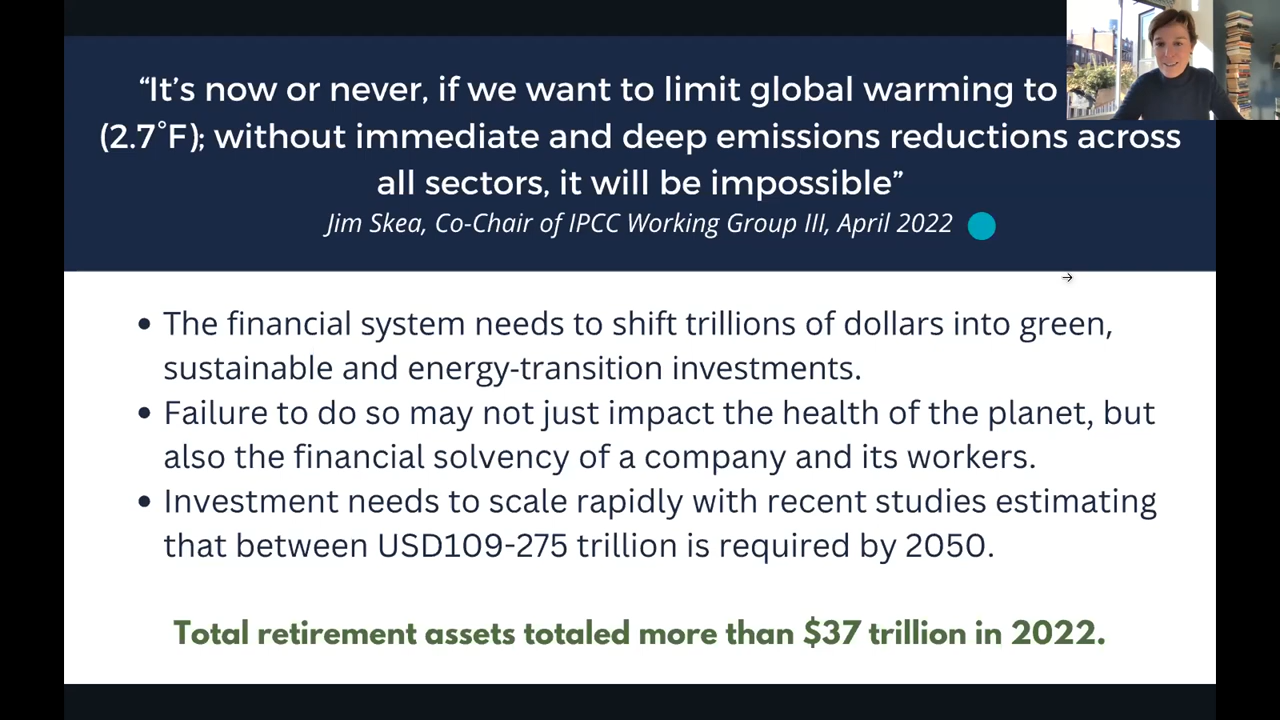 “It’s now or never, if we want to limit global warming to
(2.7°F); without immediate and deep emissions reductions across
all sectors, it will be impossible”
Jim Skea, Co-Chair of IPCC Working Group III, April 2022
• The financial system needs to shift trillions of dollars into green,
sustainable and energy-transition investments.
• Failure to do so may not just impact the health of the planet, but
also the financial solvency of a company and its workers.
• Investment needs to scale rapidly with recent studies estimating
that between USD109-275 trillion is required by 2050.
Total retirement assets totaled more than $37 trillion in 2022.